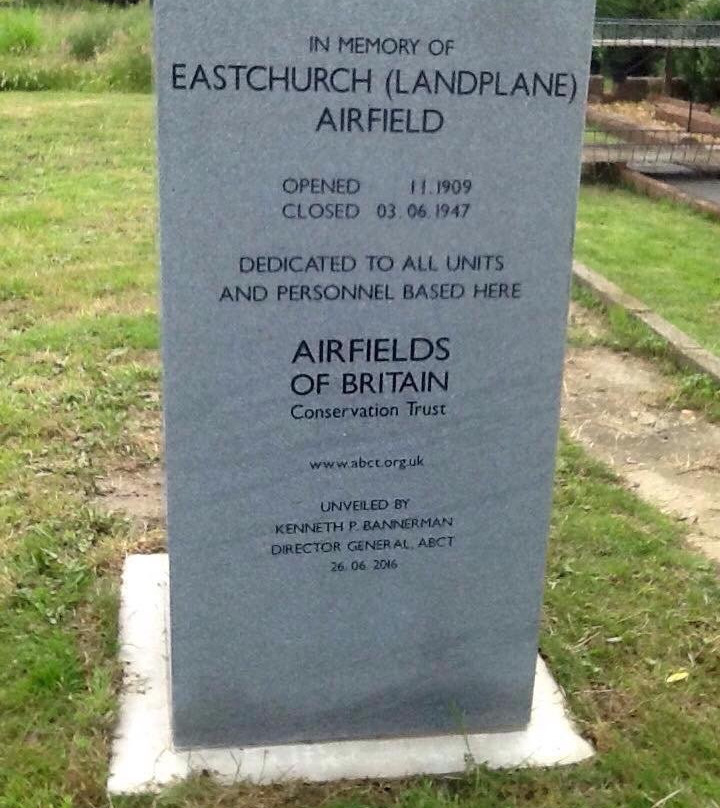 IN MEMORY OF
EASTCHURCH (LANDPLANE)
AIRFIELD
OPENED 11.1909
CLOSED 03.06.1947
DEDICATED TO ALL UNITS
AND PERSONNEL BASED HERE
AIRFIELDS
OF BRITAIN
Conservation Trust
www.abct.org.uk
UNVEILED BY
KENNETH P. BANNERMAN
DIRECTOR GENERAL, ABCT
26.06.2016